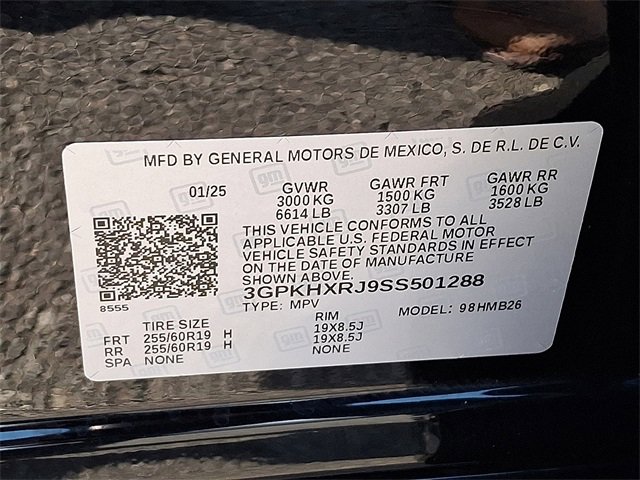 MFD BY GENERAL MOTORS DE MEXICO, S. DE R.L. DE C.V.
01/25 GVWR GAWR FRT GAWR RR
3000 KG 1500 KG 1600 KG
6614 LB 3307 LB 3528 LB
THIS VEHICLE CONFORMS TO ALL
APPLICABLE U.S. FEDERAL MOTOR
VEHICLE SAFETY STANDARDS IN EFFECT
ON THE DATE OF MANUFACTURE
SHOWN ABOVE.
3GPKHXRJ9SS501288
8555 TYPE: MPV MODEL: 98HMB26
TIRE SIZE RIM
FRT 255/60R19 H 19X8.5J
RR 255/60R19 H 19X8.5J
SPA NONE NONE